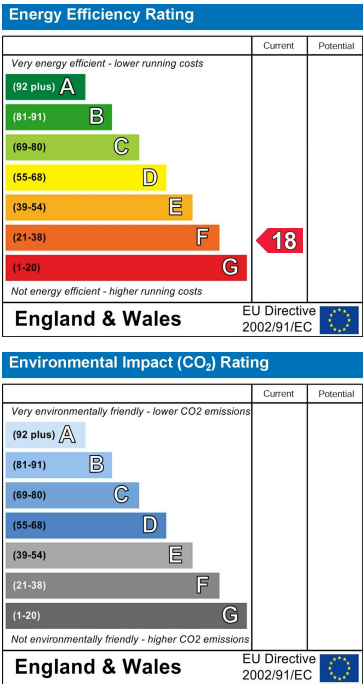 Energy Efficiency Rating
Current Potential
Very energy efficient - lower running costs
(92 plus) A
(81-91) B
(69-80) C
(55-68) D
(39-54) E
(21-38) F
18
(1-20) G
Not energy efficient - higher running costs
England & Wales
EU Directive
2002/91/EC
Environmental Impact (CO₂) Rating
Current Potential
Very environmentally friendly - lower CO2 emissions
(92 plus) A
(81-91) B
(69-80) C
(55-68) D
(39-54) E
(21-38) F
(1-20) G
Not environmentally friendly - higher CO2 emissions
England & Wales
EU Directive
2002/91/EC